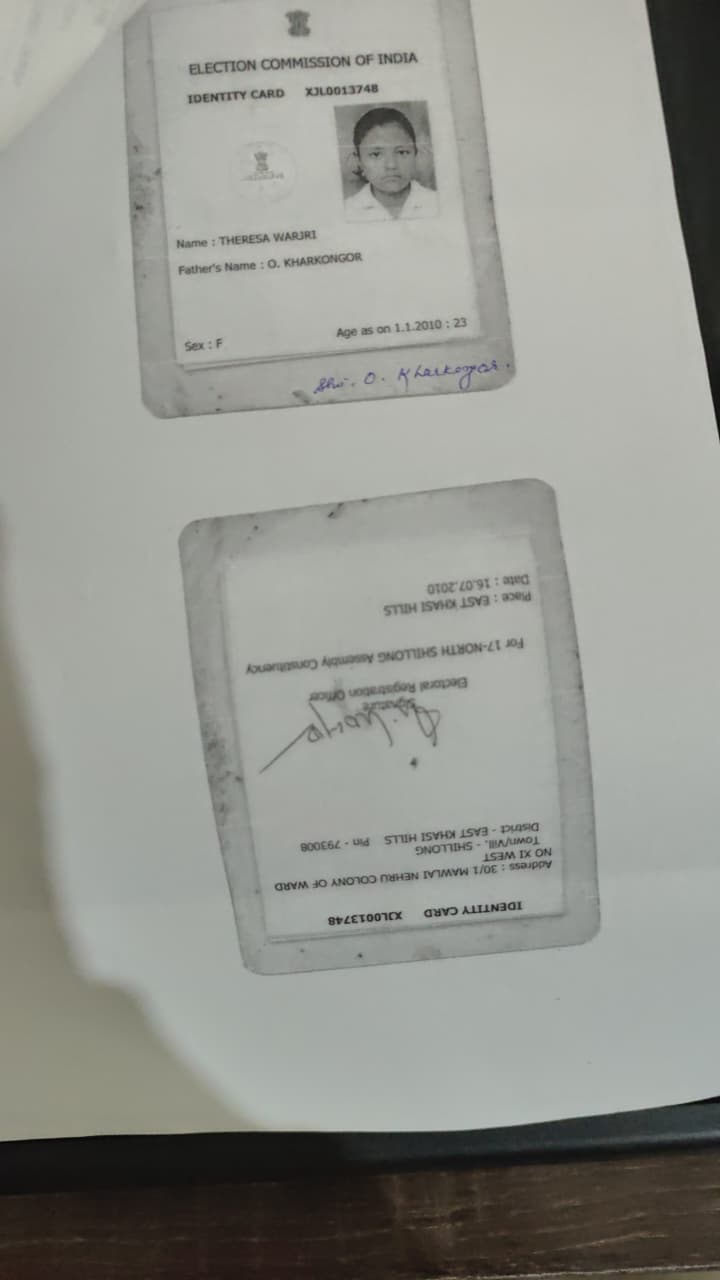 ELECTION COMMISSION OF INDIA
IDENTITY CARD XJL0013748
Name : THERESA WARJRI
Father's Name : O. KHARKONGOR
Sex : F
Age as on 1.1.2010 : 23
Shri. O. Kharkongor.
IDENTITY CARD XJL0013748
Address : 30/1 MAWLAI NEHRU COLONY OF WARD
NO XI WEST
Town/Vill. - SHILLONG
District - EAST KHASI HILLS Pin - 793008
Signature
Electoral Registration Officer
For 17-NORTH SHILLONG Assembly Constituency
Place : EAST KHASI HILLS
Date : 16.07.2010